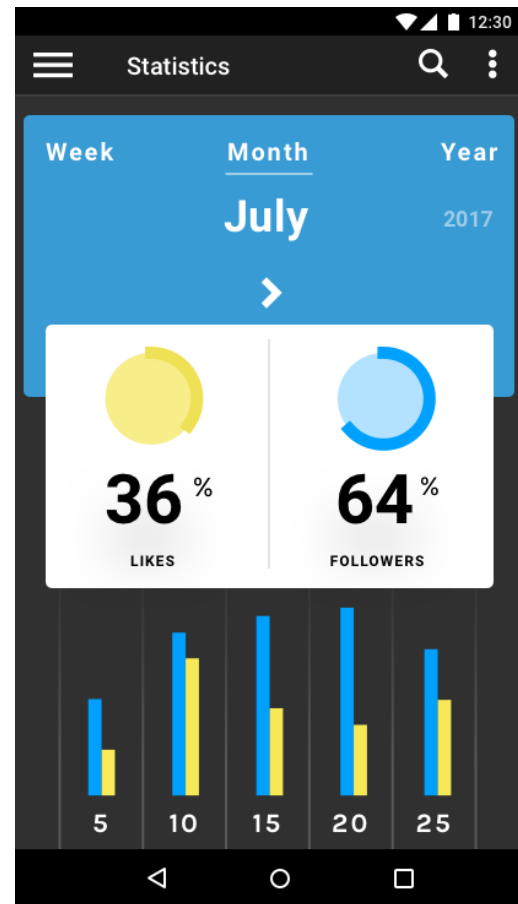 12:30
Statistics
Week Month Year
July 2017
36 % 64 %
LIKES FOLLOWERS
5 10 15 20 25